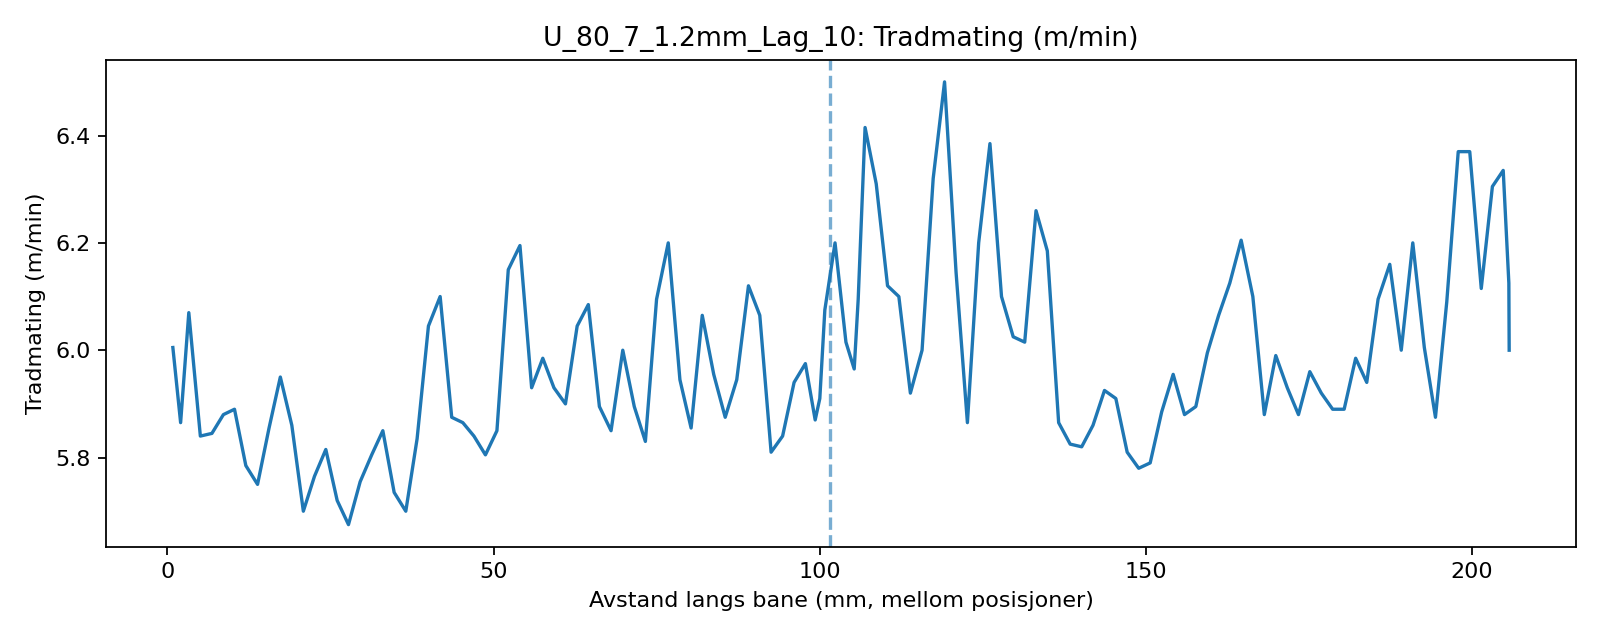 U_80_7_1.2mm_Lag_10: Tradmating (m/min)
Tradmating (m/min)
6.4
6.2
6.0
5.8
0 50 100 150 200
Avstand langs bane (mm, mellom posisjoner)